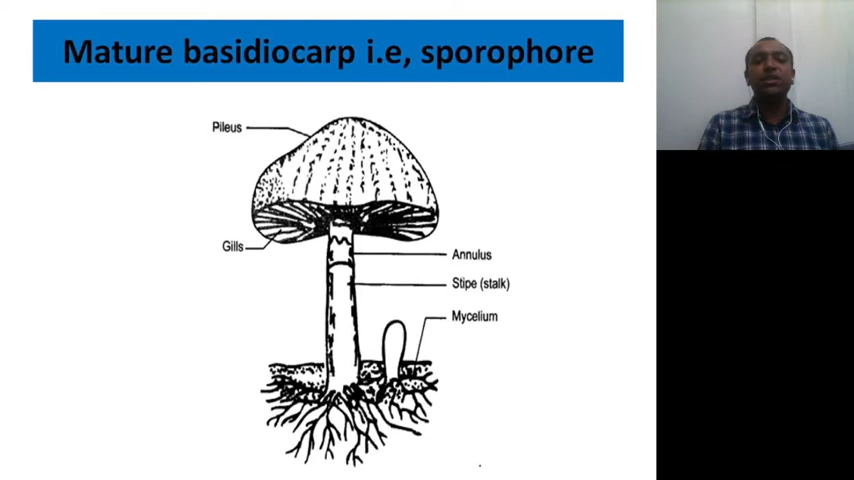 Mature basidiocarp i.e, sporophore
Pileus
Gills
Annulus
Stipe (stalk)
Mycelium